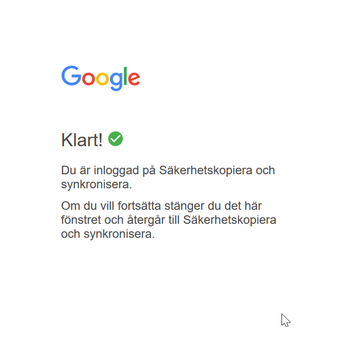 Google
Klart!
Du är inloggad på Säkerhetskopiera och
synkronisera.
Om du vill fortsätta stänger du det här
fönstret och återgår till Säkerhetskopiera
och synkronisera.